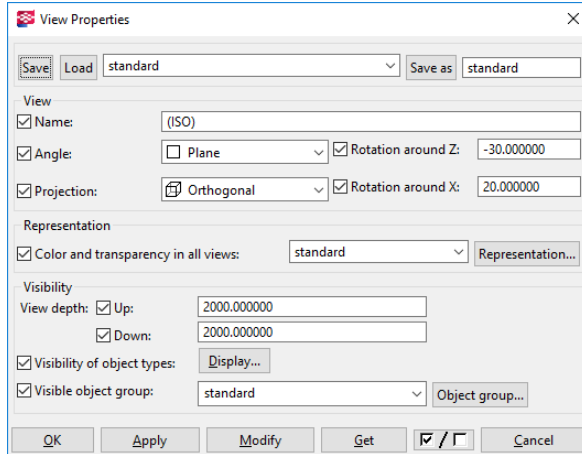 View Properties
Save Load standard Save as standard
View
Name: (ISO)
Angle: Plane Rotation around Z: -30.000000
Projection: Orthogonal Rotation around X: 20.000000
Representation
Color and transparency in all views: standard Representation...
Visibility
View depth: Up: 2000.000000
Down: 2000.000000
Visibility of object types: Display...
Visible object group: standard Object group...
OK Apply Modify Get / Cancel